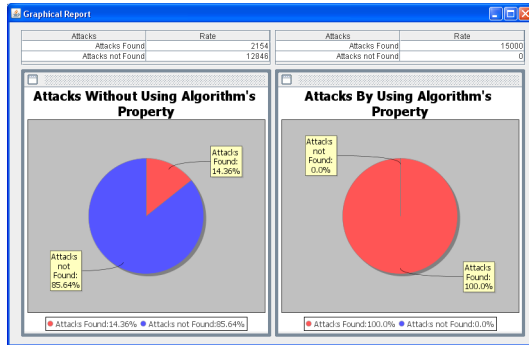 Graphical Report
Attacks Rate
Attacks Found 2154
Attacks not Found 12846
Attacks Rate
Attacks Found 15000
Attacks not Found 0
Attacks Without Using Algorithm's
Property
Attacks
Found:
14.36%
Attacks
not
Found:
85.64%
Attacks Found:14.36% Attacks not Found:85.64%
Attacks By Using Algorithm's
Property
Attacks
not
Found:
0.0%
Attacks
Found:
100.0%
Attacks Found:100.0% Attacks not Found:0.0%